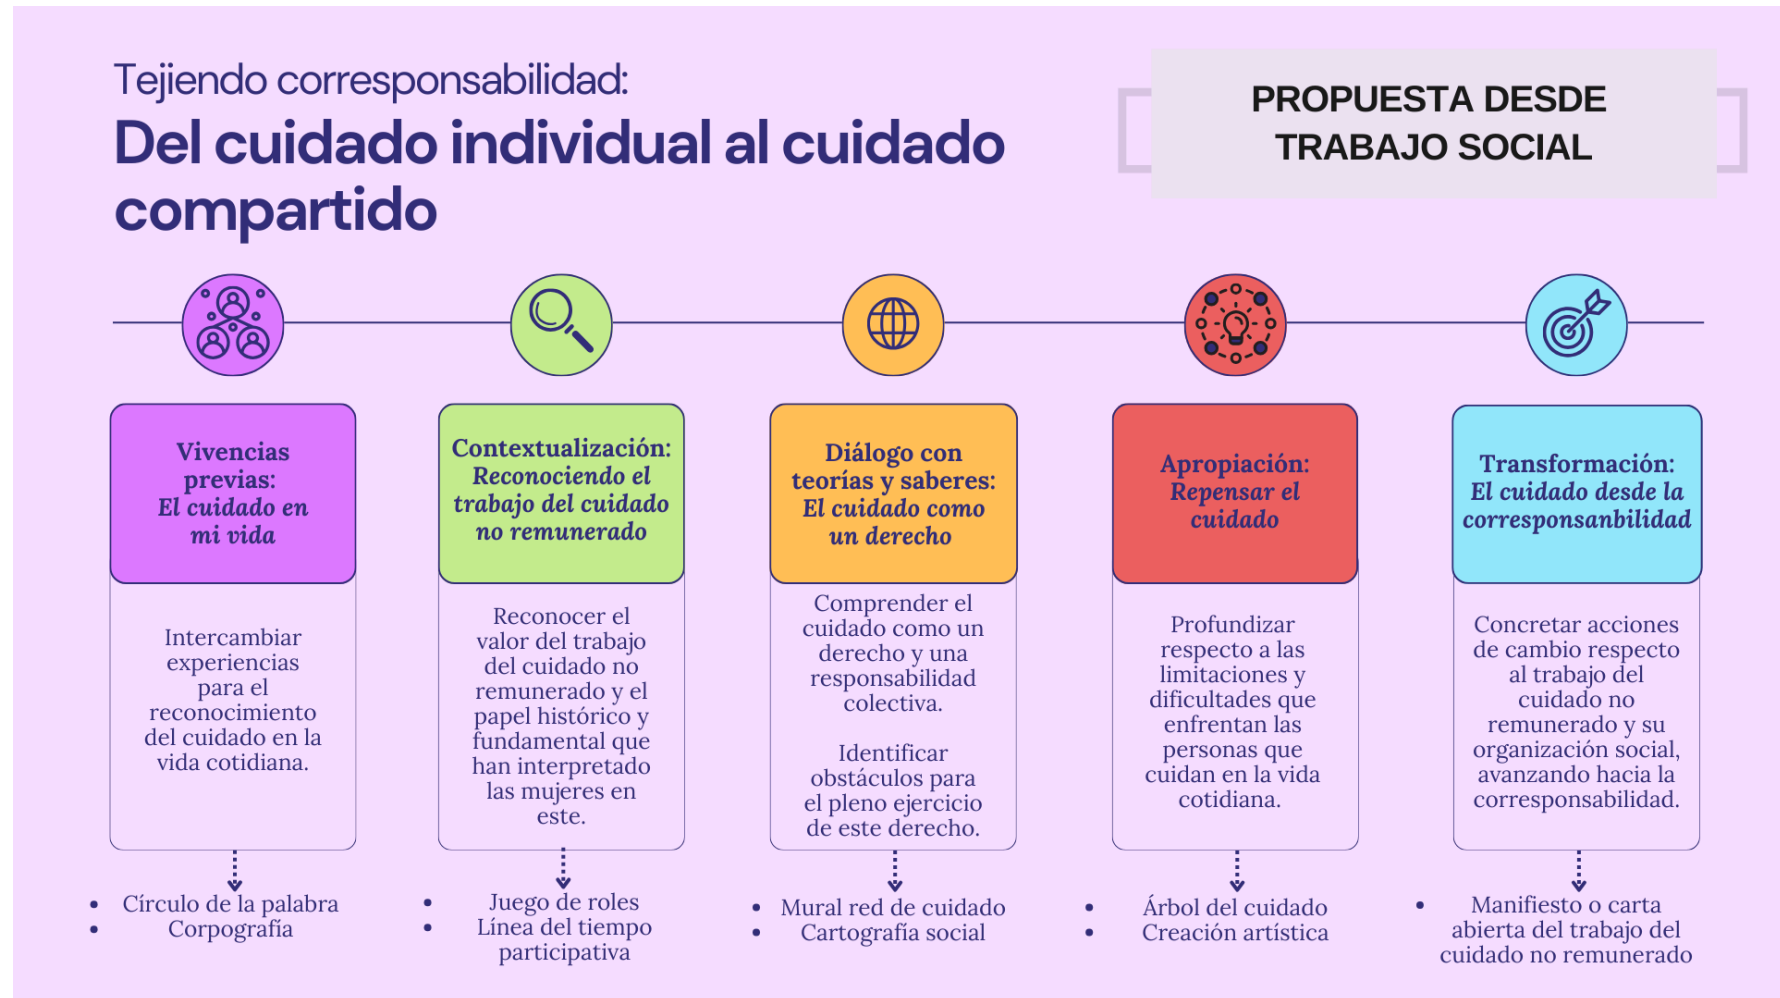 Tejiendo corresponsabilidad:
Del cuidado individual al cuidado
compartido
PROPUESTA DESDE
TRABAJO SOCIAL
Vivencias
previas:
El cuidado en
mi vida
Intercambiar
experiencias
para el
reconocimiento
del cuidado en la
vida cotidiana.
• Círculo de la palabra
• Corpografía
Contextualización:
Reconociendo el
trabajo del cuidado
no remunerado
Reconocer el
valor del trabajo
del cuidado no
remunerado y el
papel histórico y
fundamental que
han interpretado
las mujeres en
este.
• Juego de roles
• Línea del tiempo
participativa
Diálogo con
teorías y saberes:
El cuidado como
un derecho
Comprender el
cuidado como un
derecho y una
responsabilidad
colectiva.
Identificar
obstáculos para
el pleno ejercicio
de este derecho.
• Mural red de cuidado
• Cartografía social
Apropiación:
Repensar el
cuidado
Profundizar
respecto a las
limitaciones y
dificultades que
enfrentan las
personas que
cuidan en la vida
cotidiana.
• Árbol del cuidado
• Creación artística
Transformación:
El cuidado desde la
corresponsanbilidad
Concretar acciones
de cambio respecto
al trabajo del
cuidado no
remunerado y su
organización social,
avanzando hacia la
corresponsabilidad.
• Manifiesto o carta
abierta del trabajo del
cuidado no remunerado